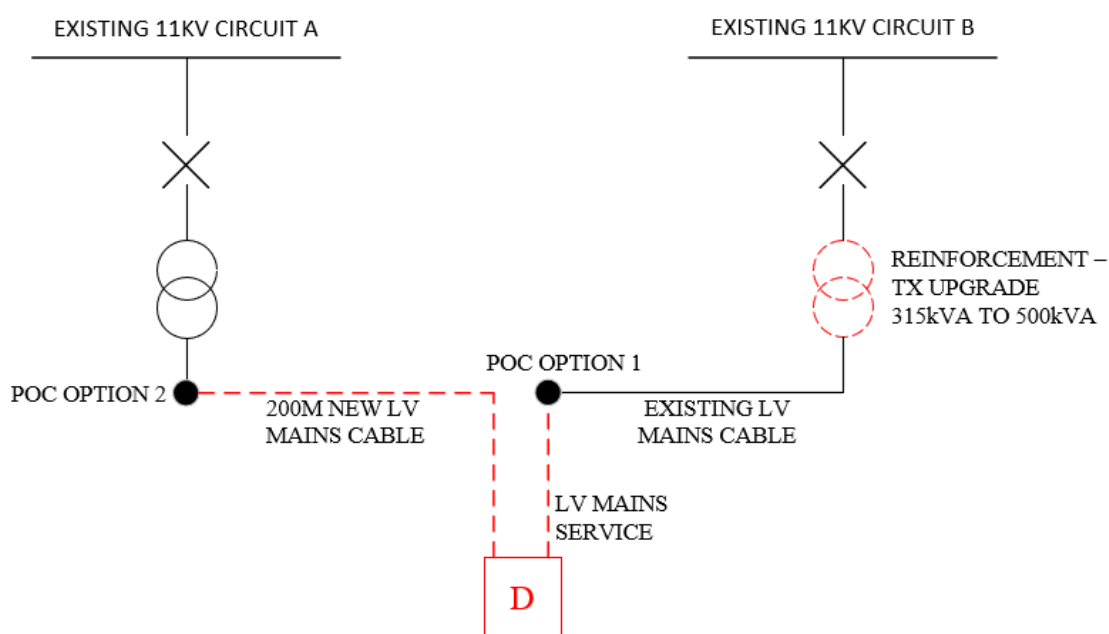 EXISTING 11KV CIRCUIT A
EXISTING 11KV CIRCUIT B
REINFORCEMENT –
TX UPGRADE
315kVA TO 500kVA
POC OPTION 1
POC OPTION 2
200M NEW LV
MAINS CABLE
EXISTING LV
MAINS CABLE
LV MAINS
SERVICE
D